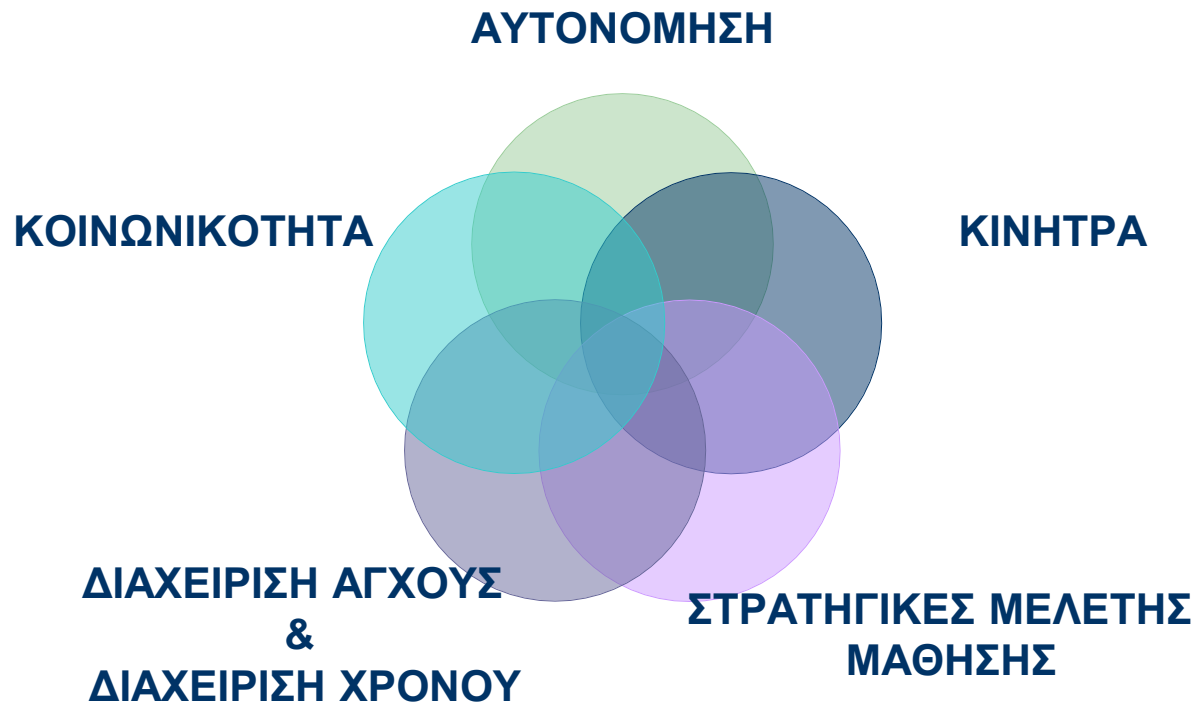 ΑΥΤΟΝΟΜΗΣΗ
ΚΟΙΝΩΝΙΚΟΤΗΤΑ
ΚΙΝΗΤΡΑ
ΔΙΑΧΕΙΡΙΣΗ ΑΓΧΟΥΣ
&
ΔΙΑΧΕΙΡΙΣΗ ΧΡΟΝΟΥ
ΣΤΡΑΤΗΓΙΚΕΣ ΜΕΛΕΤΗΣ
ΜΑΘΗΣΗΣ